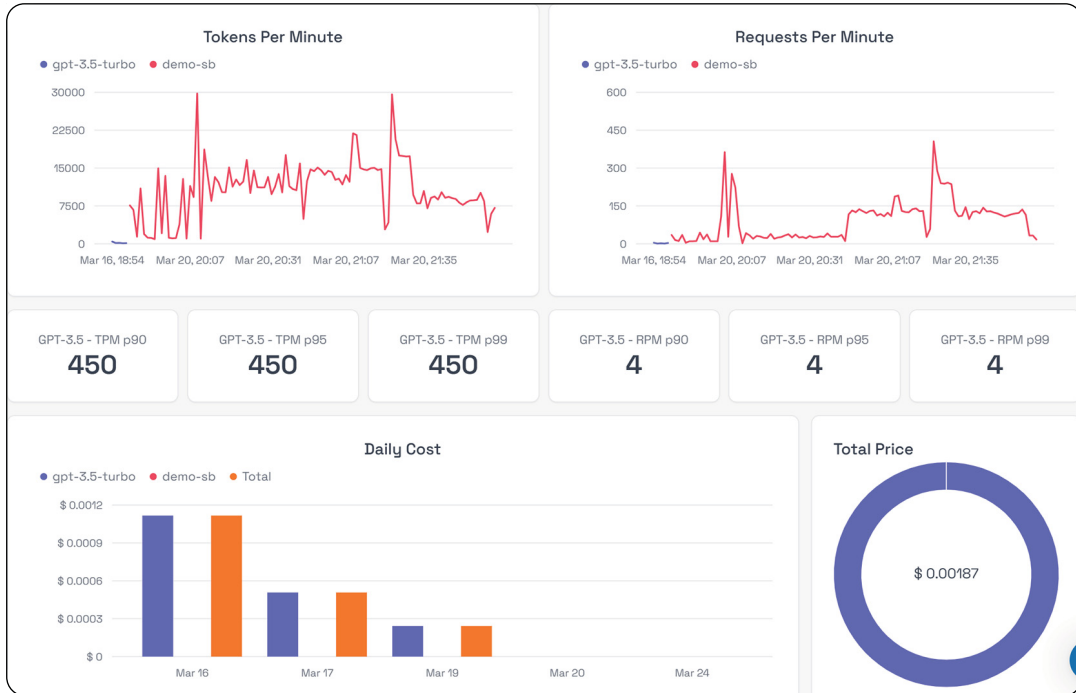 Tokens Per Minute
gpt-3.5-turbo demo-sb
30000
22500
15000
7500
0
Mar 16, 18:54 Mar 20, 20:07 Mar 20, 20:31 Mar 20, 21:07 Mar 20, 21:35
Requests Per Minute
gpt-3.5-turbo demo-sb
600
450
300
150
0
Mar 16, 18:54 Mar 20, 20:07 Mar 20, 20:31 Mar 20, 21:07 Mar 20, 21:35
GPT-3.5 - TPM p90
450
GPT-3.5 - TPM p95
450
GPT-3.5 - TPM p99
450
GPT-3.5 - RPM p90
4
GPT-3.5 - RPM p95
4
GPT-3.5 - RPM p99
4
Daily Cost
gpt-3.5-turbo demo-sb Total
$ 0.0012
$ 0.0009
$ 0.0006
$ 0.0003
$ 0
Mar 16 Mar 17 Mar 19 Mar 20 Mar 24
Total Price
$ 0.00187